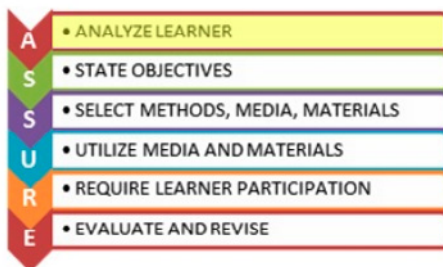 A • ANALYZE LEARNER
S • STATE OBJECTIVES
S • SELECT METHODS, MEDIA, MATERIALS
U • UTILIZE MEDIA AND MATERIALS
R • REQUIRE LEARNER PARTICIPATION
E • EVALUATE AND REVISE